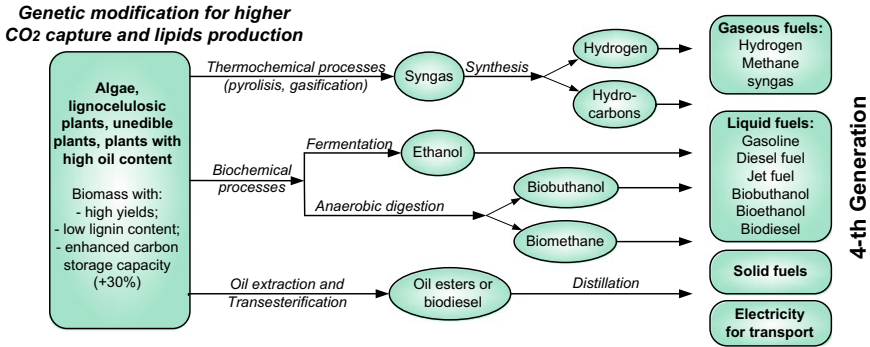 Genetic modification for higher
CO2 capture and lipids production
Algae,
lignocelulosic
plants, unedible
plants, plants with
high oil content
Biomass with:
- high yields;
- low lignin content;
- enhanced carbon
storage capacity
(+30%)
Thermochemical processes
(pyrolisis, gasification)
Syngas
Synthesis
Hydrogen
Hydro-
carbons
Biochemical
processes
Fermentation
Ethanol
Anaerobic digestion
Biobuthanol
Biomethane
Oil extraction and
Transesterification
Oil esters or
biodiesel
Distillation
Gaseous fuels:
Hydrogen
Methane
syngas
Liquid fuels:
Gasoline
Diesel fuel
Jet fuel
Biobuthanol
Bioethanol
Biodiesel
Solid fuels
Electricity
for transport
4-th Generation